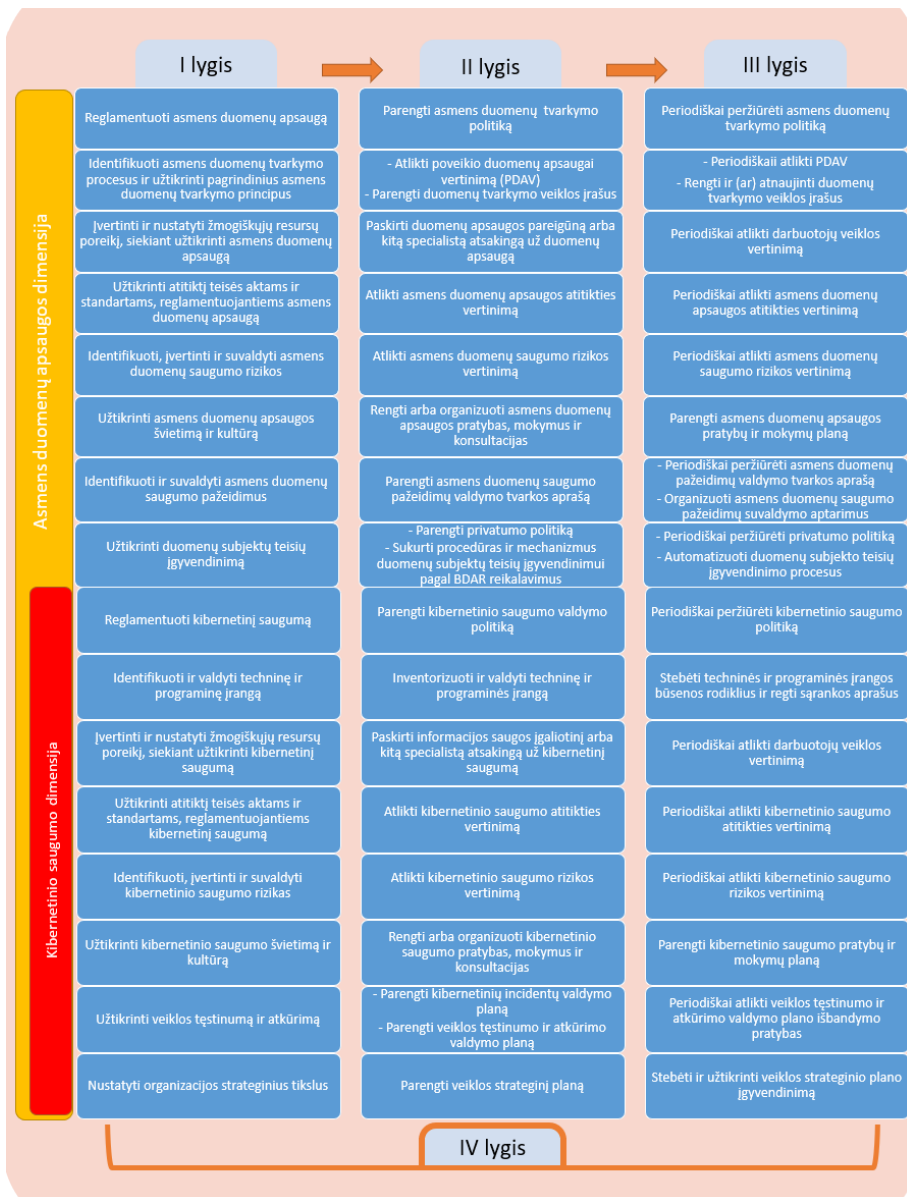 I lygis
II lygis
III lygis
Asmens duomenų apsaugos dimensija
Reglamentuoti asmens duomenų apsaugą
Parengti asmens duomenų tvarkymo
politiką
Periodiškai peržiūrėti asmens duomenų
tvarkymo politiką
Identifikuoti asmens duomenų tvarkymo
procesus ir užtikrinti pagrindinius asmens
duomenų tvarkymo principus
- Atlikti poveikio duomenų apsaugai
vertinimą (PDAV)
- Parengti duomenų tvarkymo veiklos įrašus
- Periodiškaii atlikti PDAV
- Rengti ir (ar) atnaujinti duomenų
tvarkymo veiklos įrašus
Įvertinti ir nustatyti žmogiškųjų resursų
poreikį, siekiant užtikrinti asmens duomenų
apsaugą
Paskirti duomenų apsaugos pareigūną arba
kitą specialistą atsakingą už duomenų
apsaugą
Periodiškai atlikti darbuotojų veiklos
vertinimą
Užtikrinti atitiktį teisės aktams ir
standartams, reglamentuojantiems asmens
duomenų apsaugą
Atlikti asmens duomenų apsaugos atitikties
vertinimą
Periodiškai atlikti asmens duomenų
apsaugos atitikties vertinimą
Identifikuoti, įvertinti ir suvaldyti asmens
duomenų saugumo rizikos
Atlikti asmens duomenų saugumo rizikos
vertinimą
Periodiškai atlikti asmens duomenų
saugumo rizikos vertinimą
Užtikrinti asmens duomenų apsaugos
švietimą ir kultūrą
Rengti arba organizuoti asmens duomenų
apsaugos pratybas, mokymus ir
konsultacijas
Parengti asmens duomenų apsaugos
pratybų ir mokymų planą
Identifikuoti ir suvaldyti asmens duomenų
saugumo pažeidimus
Parengti asmens duomenų saugumo
pažeidimų valdymo tvarkos aprašą
- Periodiškai peržiūrėti asmens duomenų
pažeidimų valdymo tvarkos aprašą
- Organizuoti asmens duomenų saugumo
pažeidimų suvaldymo aptarimus
Užtikrinti duomenų subjektų teisių
įgyvendinimą
- Parengti privatumo politiką
- Sukurti procedūras ir mechanizmus
duomenų subjektų teisių įgyvendinimui
pagal BDAR reikalavimus
- Periodiškai peržiūrėti privatumo politiką
- Automatizuoti duomenų subjekto teisių
įgyvendinimo procesus
Kibernetinio saugumo dimensija
Reglamentuoti kibernetinį saugumą
Parengti kibernetinio saugumo valdymo
politiką
Periodiškai peržiūrėti kibernetinio saugumo
politiką
Identifikuoti ir valdyti techninę ir
programinę įrangą
Inventorizuoti ir valdyti techninę ir
programinės įrangą
Stebėti techninės ir programinės įrangos
būsenos rodiklius ir regti sąrankos aprašus
Įvertinti ir nustatyti žmogiškųjų resursų
poreikį, siekiant užtikrinti kibernetinį
saugumą
Paskirti informacijos saugos įgaliotinį arba
kitą specialistą atsakingą už kibernetinį
saugumą
Periodiškai atlikti darbuotojų veiklos
vertinimą
Užtikrinti atitiktį teisės aktams ir
standartams, reglamentuojantiems
kibernetinį saugumą
Atlikti kibernetinio saugumo atitikties
vertinimą
Periodiškai atlikti kibernetinio saugumo
atitikties vertinimą
Identifikuoti, įvertinti ir suvaldyti
kibernetinio saugumo rizikas
Atlikti kibernetinio saugumo rizikos
vertinimą
Periodiškai atlikti kibernetinio saugumo
rizikos vertinimą
Užtikrinti kibernetinio saugumo švietimą ir
kultūrą
Rengti arba organizuoti kibernetinio
saugumo pratybas, mokymus ir
konsultacijas
Parengti kibernetinio saugumo pratybų ir
mokymų planą
Užtikrinti veiklos tęstinumą ir atkūrimą
- Parengti kibernetinių incidentų valdymo
planą
- Parengti veiklos tęstinumo ir atkūrimo
valdymo planą
Periodiškai atlikti veiklos tęstinumo ir
atkūrimo valdymo plano išbandymo
pratybas
Nustatyti organizacijos strateginius tikslus
Parengti veiklos strateginį planą
Stebėti ir užtikrinti veiklos strateginio plano
įgyvendinimą
IV lygis